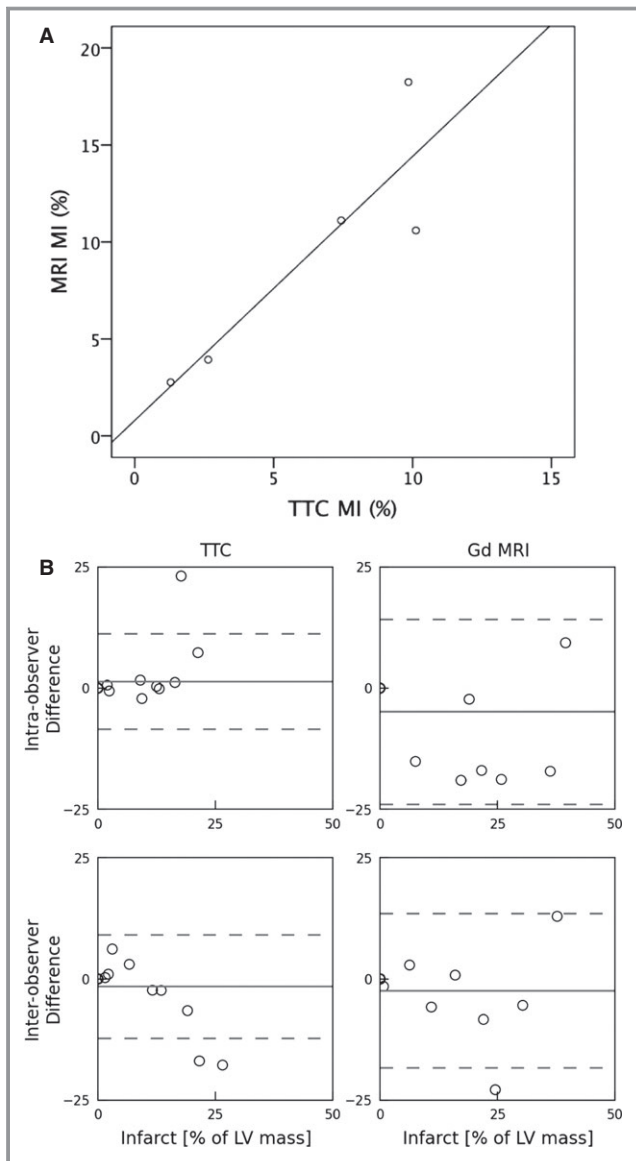 A
20
15
10
5
0
MRI MI (%)
0 5 10 15
TTC MI (%)
B
TTC Gd MRI
Intra-observer
Difference
25 25
0 0
−25 −25
0 25 50 0 25 50
Inter-observer
Difference
25 25
0 0
−25 −25
0 25 50 0 25 50
Infarct [% of LV mass] Infarct [% of LV mass]